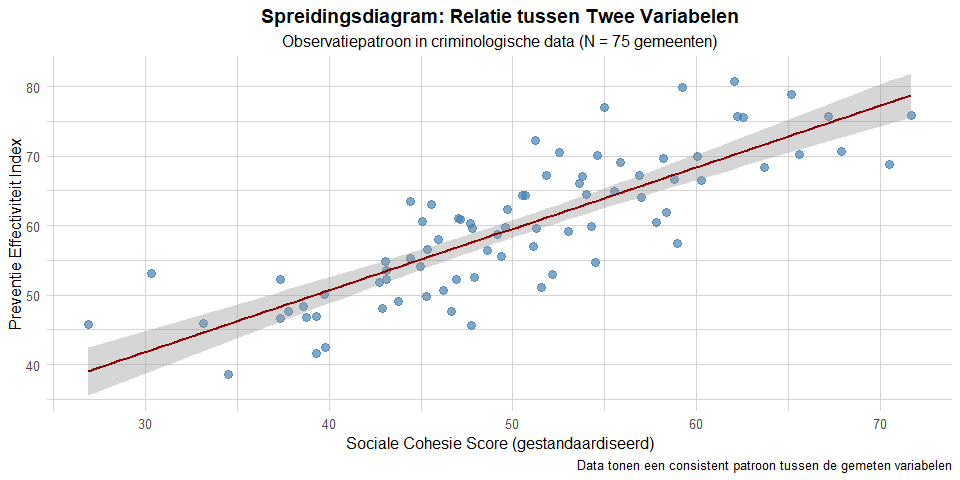 Spreidingsdiagram: Relatie tussen Twee Variabelen
Observatiepatroon in criminologische data (N = 75 gemeenten)
Preventie Effectiviteit Index
80
70
60
50
40
30
40
50
60
70
Sociale Cohesie Score (gestandaardiseerd)
Data tonen een consistent patroon tussen de gemeten variabelen